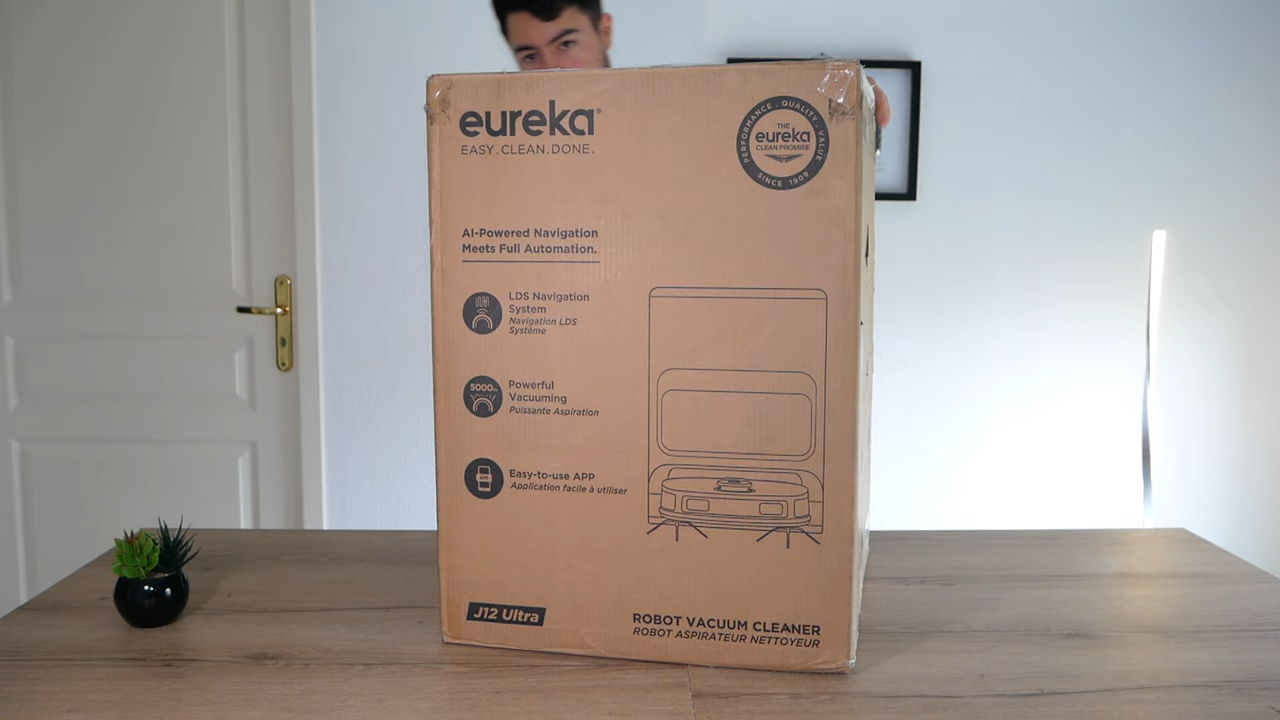 eureka®
EASY.CLEAN.DONE.
PERFORMANCE . QUALITY . VALUE
THE
eureka
CLEAN PROMISE
SINCE 1909
AI-Powered Navigation
Meets Full Automation.
LDS Navigation
System
Navigation LDS
Système
5000Pa
Powerful
Vacuuming
Puissante Aspiration
APP
Easy-to-use APP
Application facile à utiliser
J12 Ultra
ROBOT VACUUM CLEANER
ROBOT ASPIRATEUR NETTOYEUR